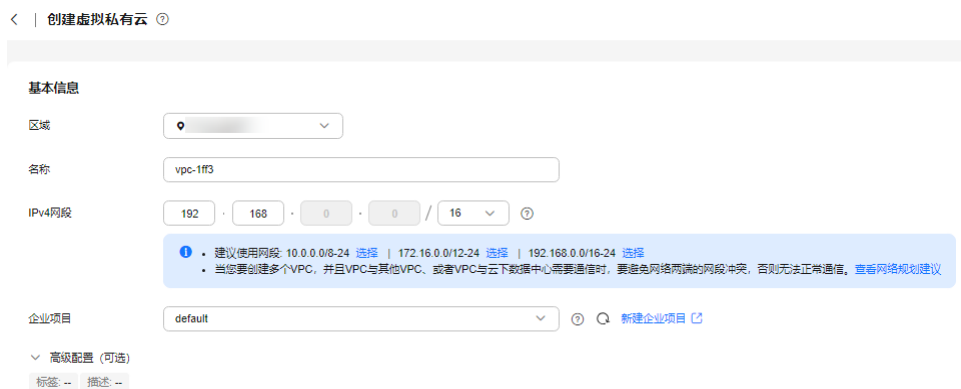 创建虚拟私有云
基本信息
区域
名称 vpc-1ff3
IPv4网段 192 . 168 . 0 . 0 / 16
• 建议使用网段: 10.0.0.0/8-24 选择 | 172.16.0.0/12-24 选择 | 192.168.0.0/16-24 选择
• 当您要创建多个VPC，并且VPC与其他VPC、或者VPC与云下数据中心需要通信时，要避免网络两端的网段冲突，否则无法正常通信。查看网络规划建议
企业项目 default 新建企业项目
高级配置（可选）
标签: -- 描述: --